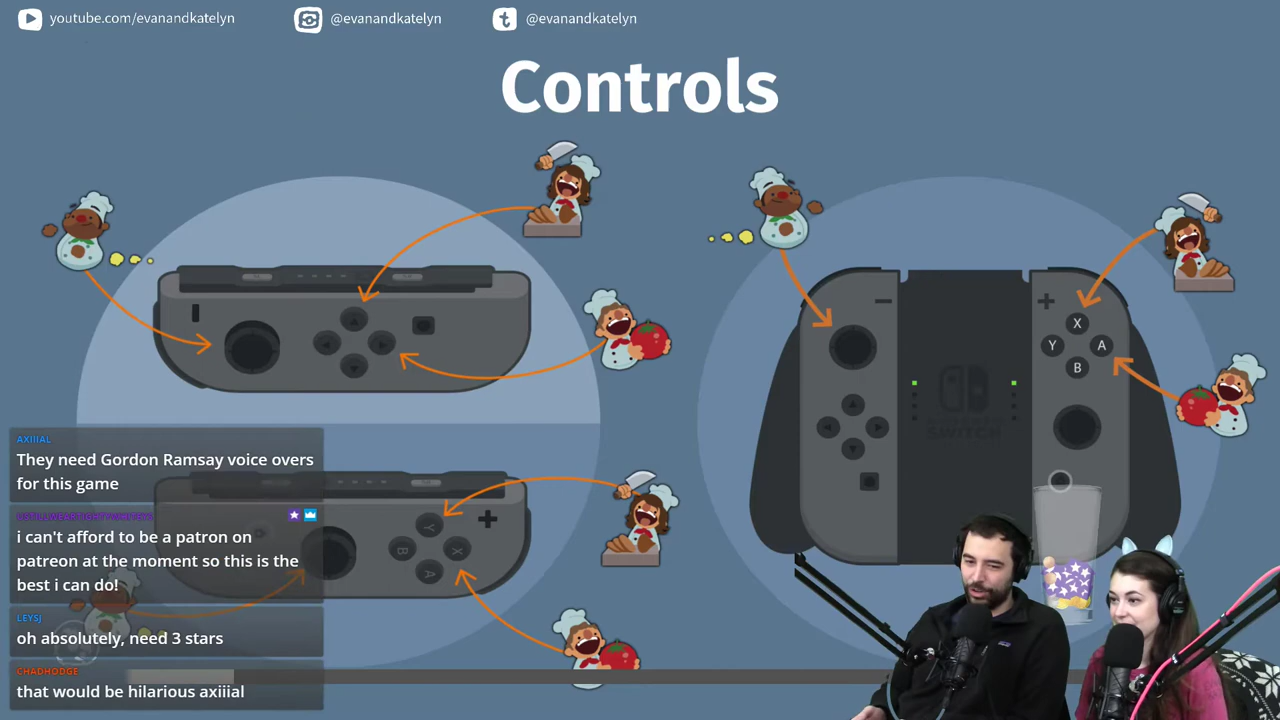 youtube.com/evanandkatelyn
@evanandkatelyn
@evanandkatelyn
Controls
X
Y
A
B
SWITCH
Y
B
X
A
AXIIIAL
They need Gordon Ramsay voice overs
for this game
i can't afford to be a patron on
patreon at the moment so this is the
best i can do!
LEYSJ
oh absolutely, need 3 stars
CHADHODGE
that would be hilarious axiiial